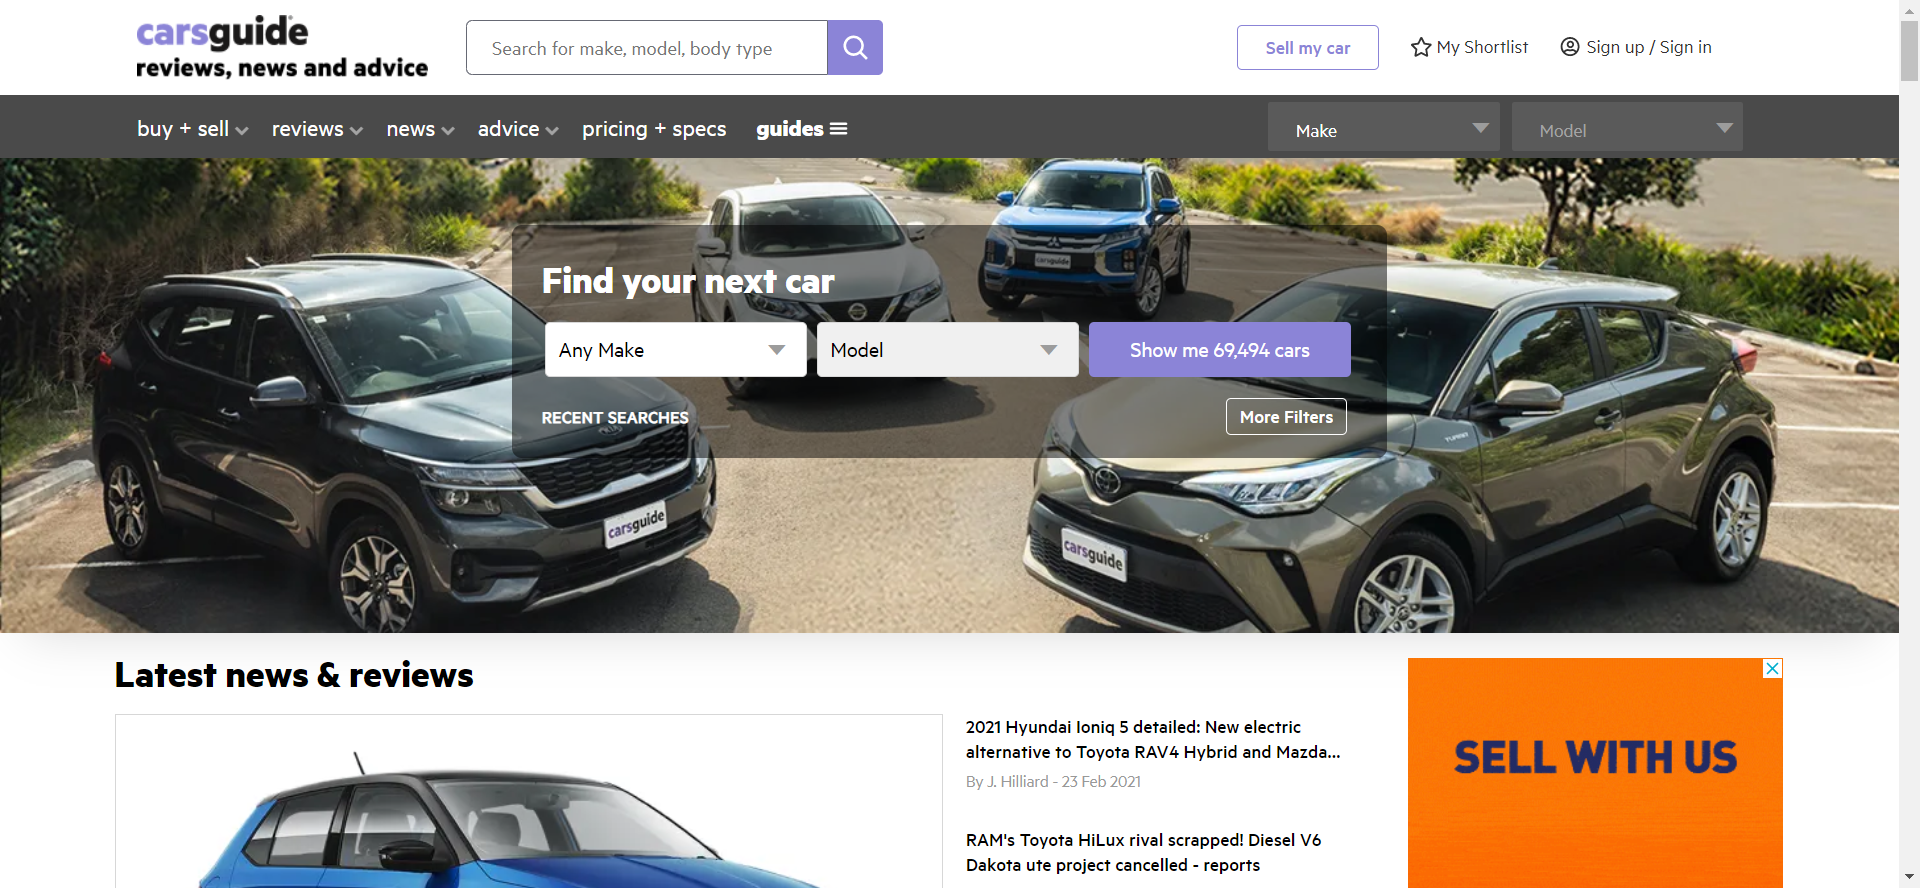 carsguide
reviews, news and advice
Search for make, model, body type
Sell my car
My Shortlist
Sign up / Sign in
buy + sell
reviews
news
advice
pricing + specs
guides
Make
Model
Find your next car
Any Make
Model
Show me 69,494 cars
RECENT SEARCHES
More Filters
carsguide
carsguide
carsguide
Latest news & reviews
2021 Hyundai Ioniq 5 detailed: New electric
alternative to Toyota RAV4 Hybrid and Mazda...
By J. Hilliard - 23 Feb 2021
RAM's Toyota HiLux rival scrapped! Diesel V6
Dakota ute project cancelled - reports
SELL WITH US